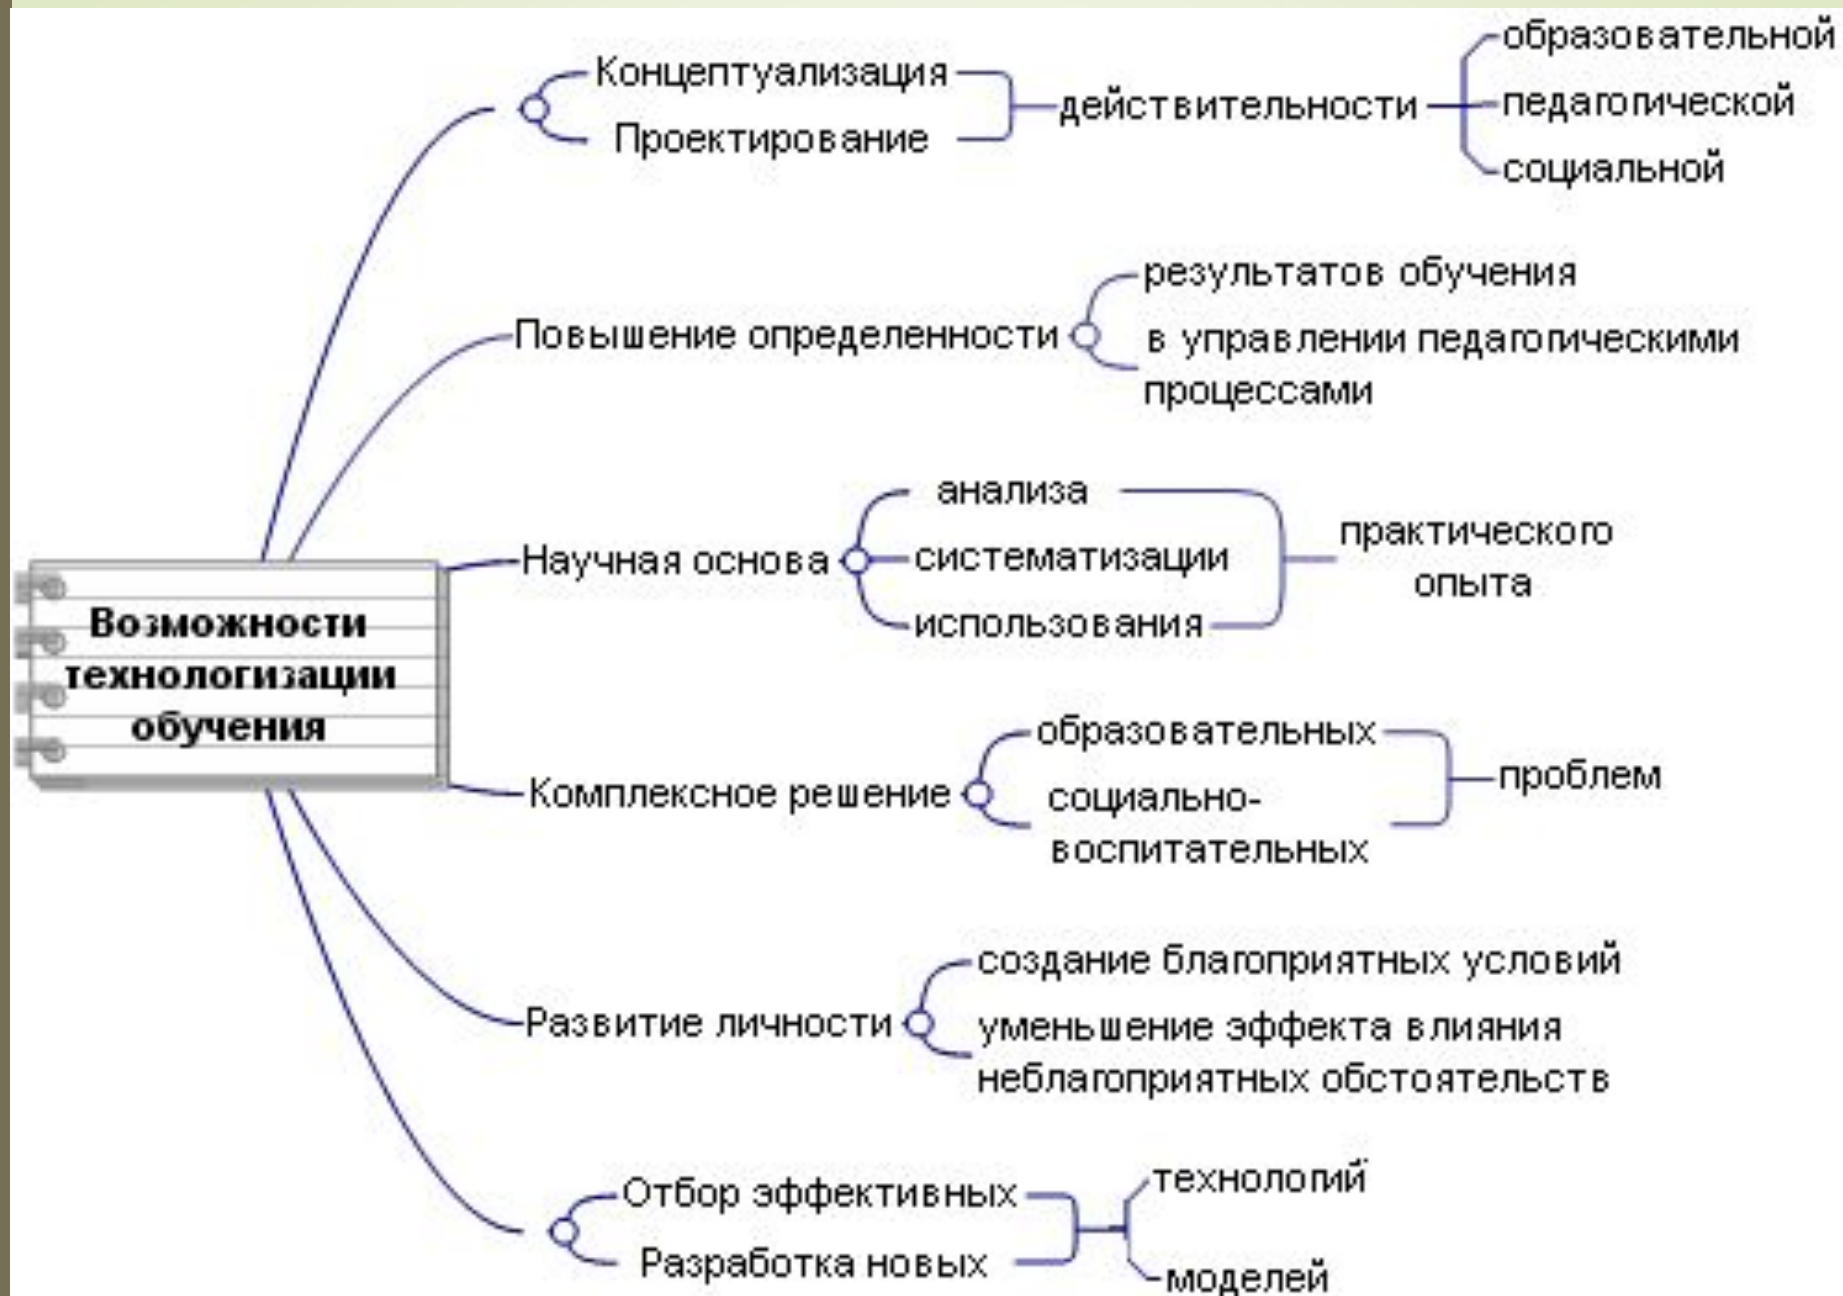 Возможности
технологизации
обучения
Концептуализация
Проектирование
действительности
образовательной
педагогической
социальной
Повышение определенности
результатов обучения
в управлении педагогическими
процессами
Научная основа
анализа
систематизации
использования
практического
опыта
Комплексное решение
образовательных
социально-
воспитательных
проблем
Развитие личности
создание благоприятных условий
уменьшение эффекта влияния
неблагоприятных обстоятельств
Отбор эффективных
Разработка новых
технологий
моделей